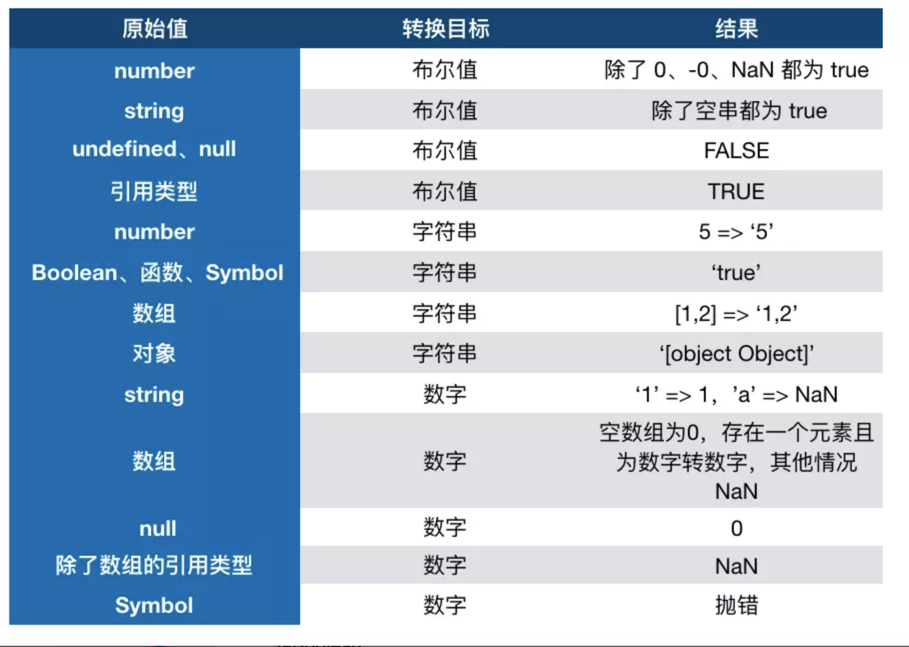 原始值 转换目标 结果
number 布尔值 除了 0、-0、NaN 都为 true
string 布尔值 除了空串都为 true
undefined、null 布尔值 FALSE
引用类型 布尔值 TRUE
number 字符串 5 => ‘5’
Boolean、函数、Symbol 字符串 ‘true’
数组 字符串 [1,2] => ‘1,2’
对象 字符串 ‘[object Object]’
string 数字 ‘1’ => 1，’a’ => NaN
数组 数字 空数组为0，存在一个元素且
为数字转数字，其他情况
NaN
null 数字 0
除了数组的引用类型 数字 NaN
Symbol 数字 抛错